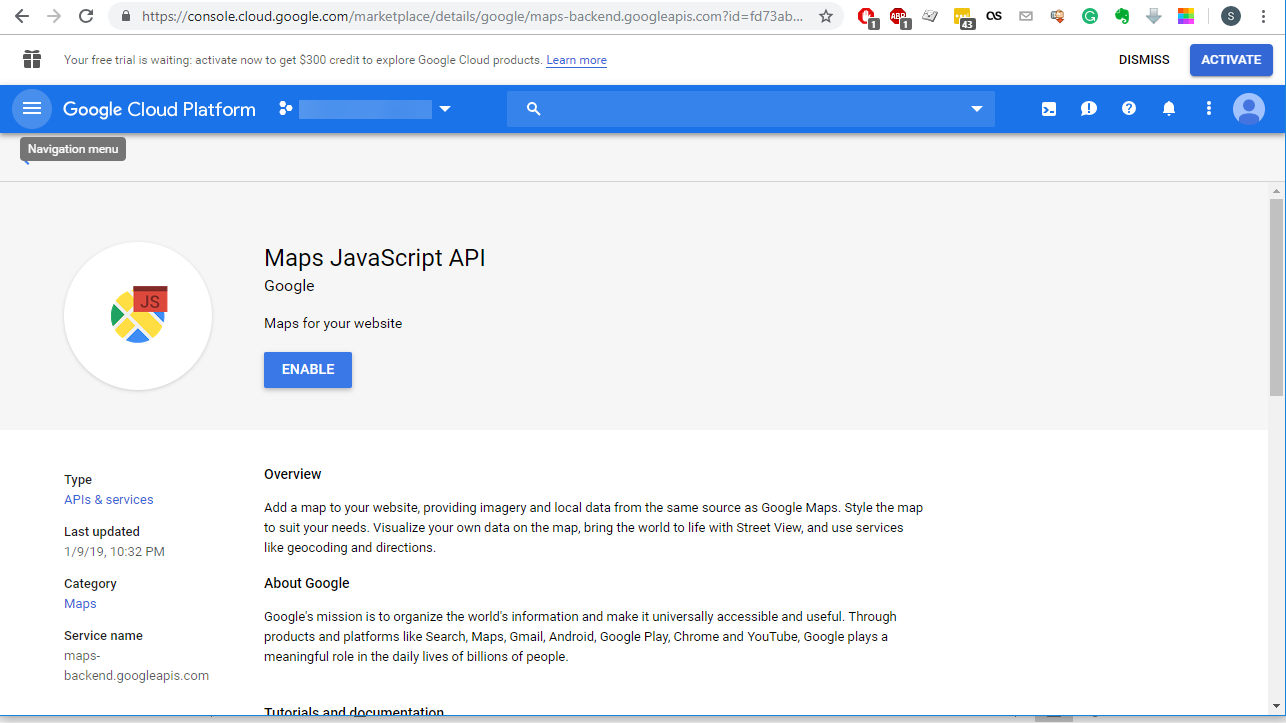 https://console.cloud.google.com/marketplace/details/google/maps-backend.googleapis.com?id=fd73ab...
1
ABP
1
43
OS
S
Your free trial is waiting: activate now to get $300 credit to explore Google Cloud products. Learn more
DISMISS
ACTIVATE
Google Cloud Platform
Navigation menu
JS
Maps JavaScript API
Google
Maps for your website
ENABLE
Type
APIs & services
Last updated
1/9/19, 10:32 PM
Category
Maps
Service name
maps-
backend.googleapis.com
Overview
Add a map to your website, providing imagery and local data from the same source as Google Maps. Style the map
to suit your needs. Visualize your own data on the map, bring the world to life with Street View, and use services
like geocoding and directions.
About Google
Google's mission is to organize the world's information and make it universally accessible and useful. Through
products and platforms like Search, Maps, Gmail, Android, Google Play, Chrome and YouTube, Google plays a
meaningful role in the daily lives of billions of people.
Tutorials and documentation